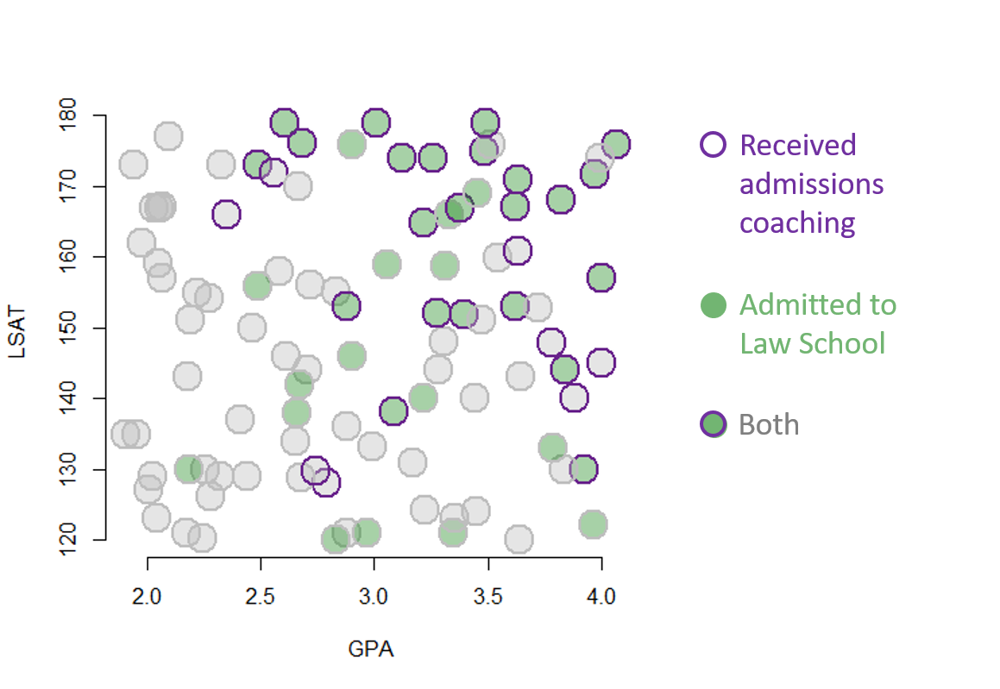 180
170
160
150
140
130
120
LSAT
2.0
2.5
3.0
3.5
4.0
GPA
Received
admissions
coaching
Admitted to
Law School
Both